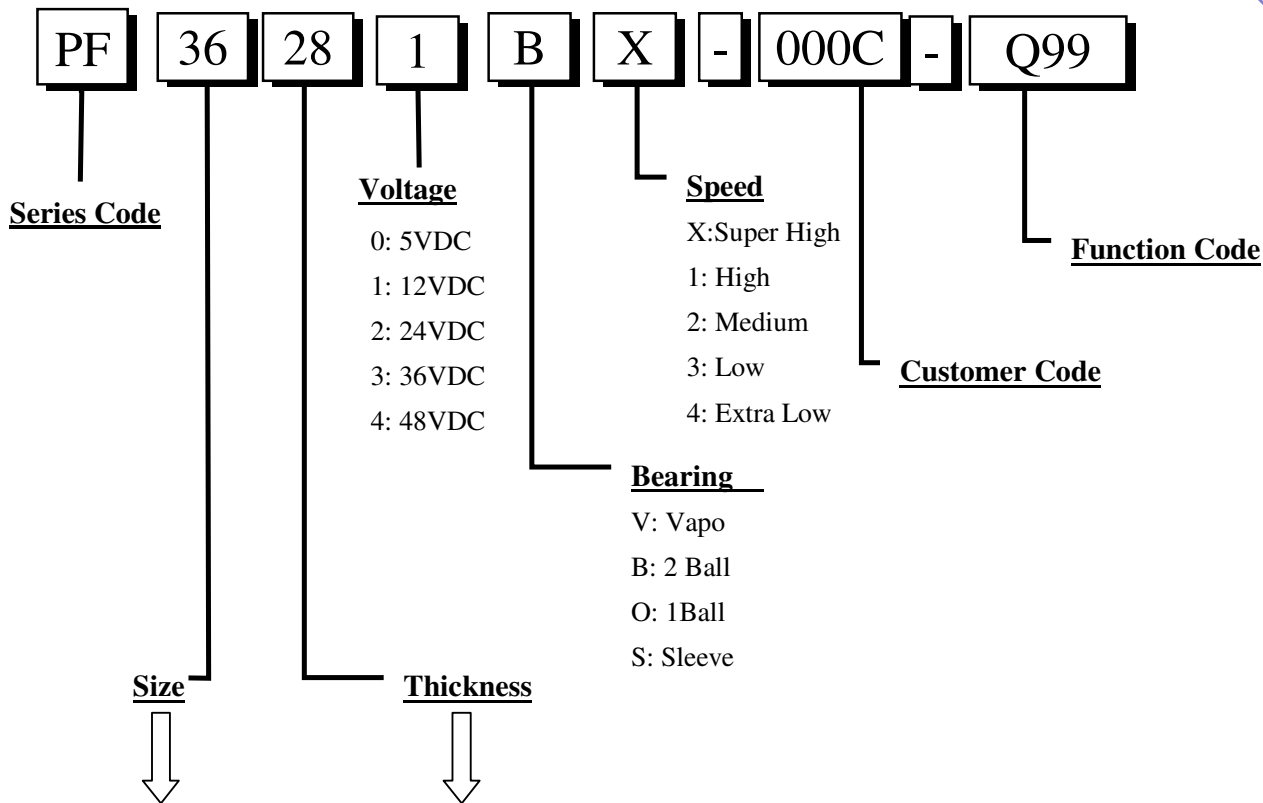 PF 36 28 1 B X - 000C - Q99
Series Code
Voltage
0: 5VDC
1: 12VDC
2: 24VDC
3: 36VDC
4: 48VDC
Speed
X:Super High
1: High
2: Medium
3: Low
4: Extra Low
Function Code
Customer Code
Bearing
V: Vapo
B: 2 Ball
O: 1Ball
S: Sleeve
Size
Thickness